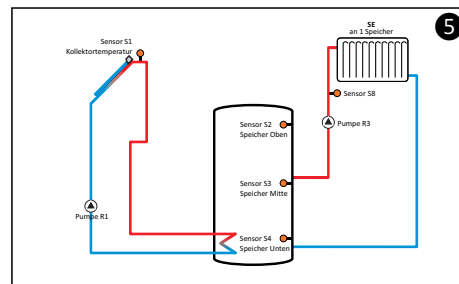 5
SE
an 1 Speicher
Sensor S1
Kollektortemperatur
Sensor S8
Pumpe R3
Sensor S2
Speicher Oben
Sensor S3
Speicher Mitte
Pumpe R1
Sensor S4
Speicher Unten